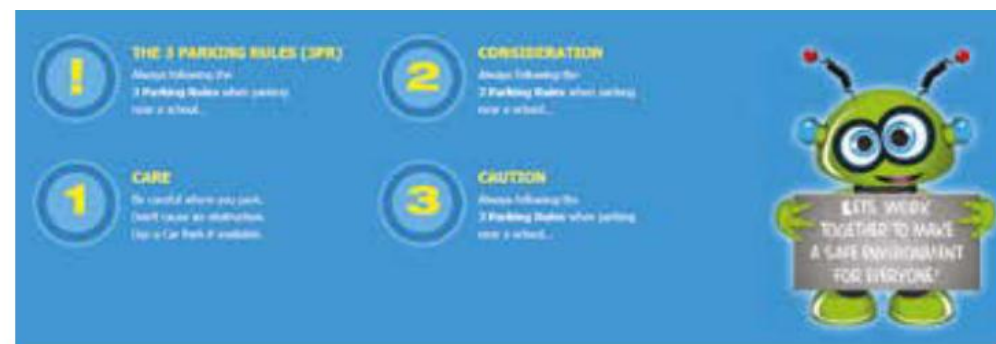 !
THE 3 PARKING RULES (3PR)
Always following the
3 Parking Rules when parking
near a school...
1
CARE
Be careful where you park.
Don't cause an obstruction.
Use a Car Park if available.
2
CONSIDERATION
Always following the
3 Parking Rules when parking
near a school...
3
CAUTION
Always following the
3 Parking Rules when parking
near a school...
LETS WORK
TOGETHER TO MAKE
A SAFE ENVIRONMENT
FOR EVERYONE!